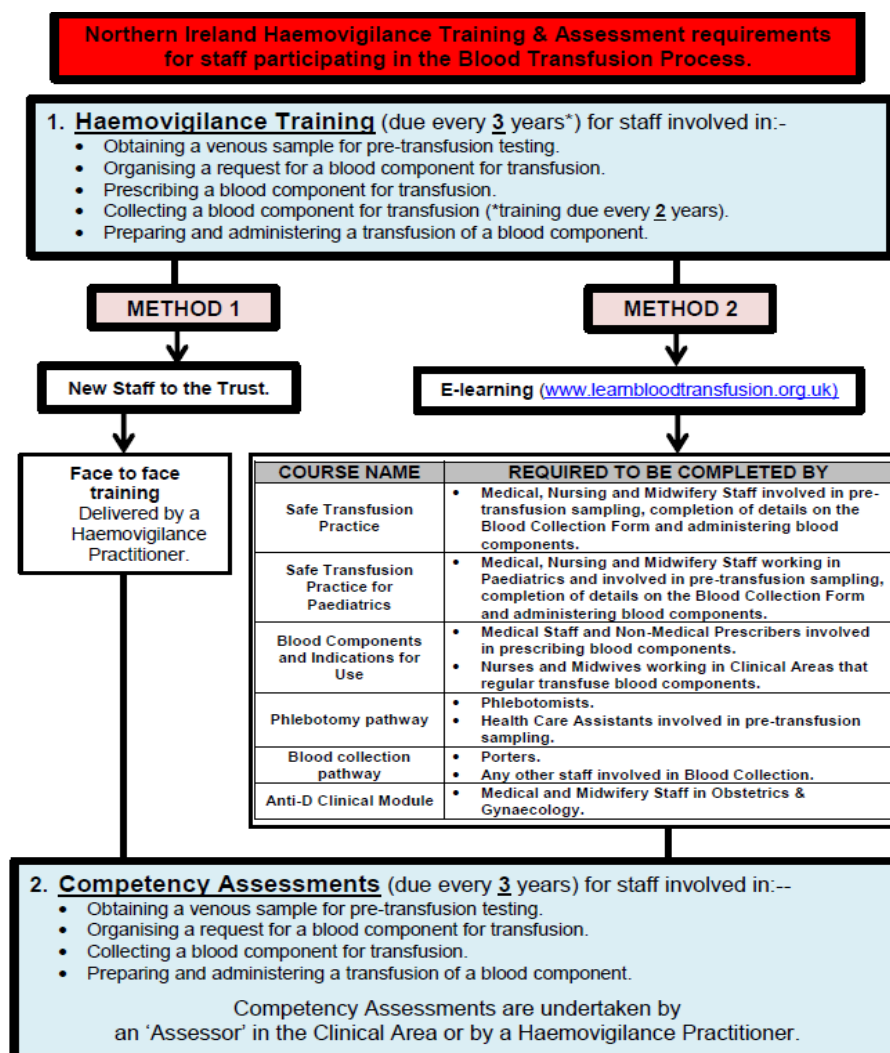 Northern Ireland Haemovigilance Training & Assessment requirements
for staff participating in the Blood Transfusion Process.
1. Haemovigilance Training (due every 3 years*) for staff involved in:-
• Obtaining a venous sample for pre-transfusion testing.
• Organising a request for a blood component for transfusion.
• Prescribing a blood component for transfusion.
• Collecting a blood component for transfusion (*training due every 2 years).
• Preparing and administering a transfusion of a blood component.
METHOD 1
METHOD 2
New Staff to the Trust.
E-learning (www.learnbloodtransfusion.org.uk)
Face to face
training
Delivered by a
Haemovigilance
Practitioner.
COURSE NAME
REQUIRED TO BE COMPLETED BY
Safe Transfusion
Practice
• Medical, Nursing and Midwifery Staff involved in pre-
transfusion sampling, completion of details on the
Blood Collection Form and administering blood
components.
Safe Transfusion
Practice for
Paediatrics
• Medical, Nursing and Midwifery Staff working in
Paediatrics and involved in pre-transfusion sampling,
completion of details on the Blood Collection Form
and administering blood components.
Blood Components
and Indications for
Use
• Medical Staff and Non-Medical Prescribers involved
in prescribing blood components.
• Nurses and Midwives working in Clinical Areas that
regular transfuse blood components.
Phlebotomy pathway
• Phlebotomists.
• Health Care Assistants involved in pre-transfusion
sampling.
Blood collection
pathway
• Porters.
• Any other staff involved in Blood Collection.
Anti-D Clinical Module
• Medical and Midwifery Staff in Obstetrics &
Gynaecology.
2. Competency Assessments (due every 3 years) for staff involved in:--
• Obtaining a venous sample for pre-transfusion testing.
• Organising a request for a blood component for transfusion.
• Collecting a blood component for transfusion.
• Preparing and administering a transfusion of a blood component.
Competency Assessments are undertaken by
an ‘Assessor’ in the Clinical Area or by a Haemovigilance Practitioner.